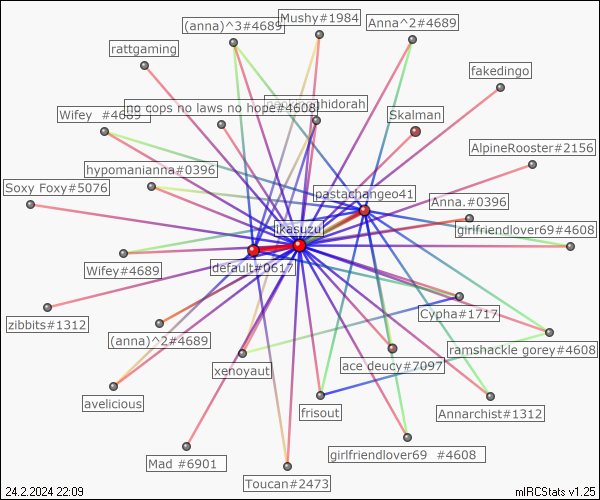 Mushy#1984
(anna)^3#4689
Anna^2#4689
rattgaming
fakedingo
no cops no laws no hope#4608
hidorah
Wifey #4689
Skalman
AlpineRooster#2156
hypomanianna#0396
Soxy Foxy#5076
pastachangeo41
Anna.#0396
ikasuzu
girlfriendlover69#4608
Wifey#4689
default#0617
Cypha#1717
zibbits#1312
(anna)^2#4689
ramshackle gorey#4608
xenoyaut
ace deucy#7097
avelicious
frisout
Annarchist#1312
Mad #6901
girlfriendlover69 #4608
Toucan#2473
24.2.2024 22:09
mIRCStats v1.25